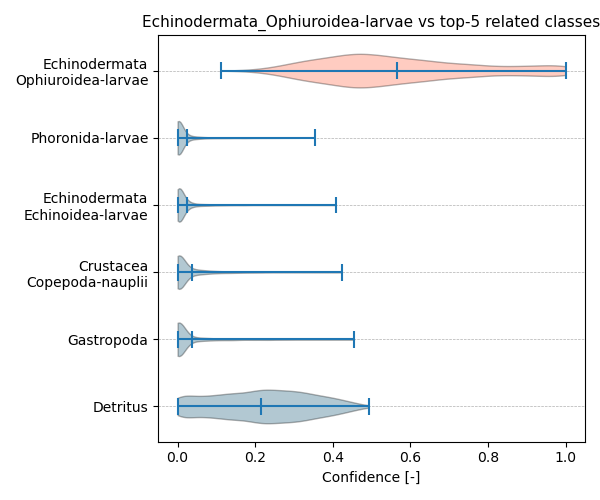 Echinodermata_Ophiuroidea-larvae vs top-5 related classes
Echinodermata
Ophiuroidea-larvae
Phoronida-larvae
Echinodermata
Echinoidea-larvae
Crustacea
Copepoda-nauplii
Gastropoda
Detritus
0.0 0.2 0.4 0.6 0.8 1.0
Confidence [-]